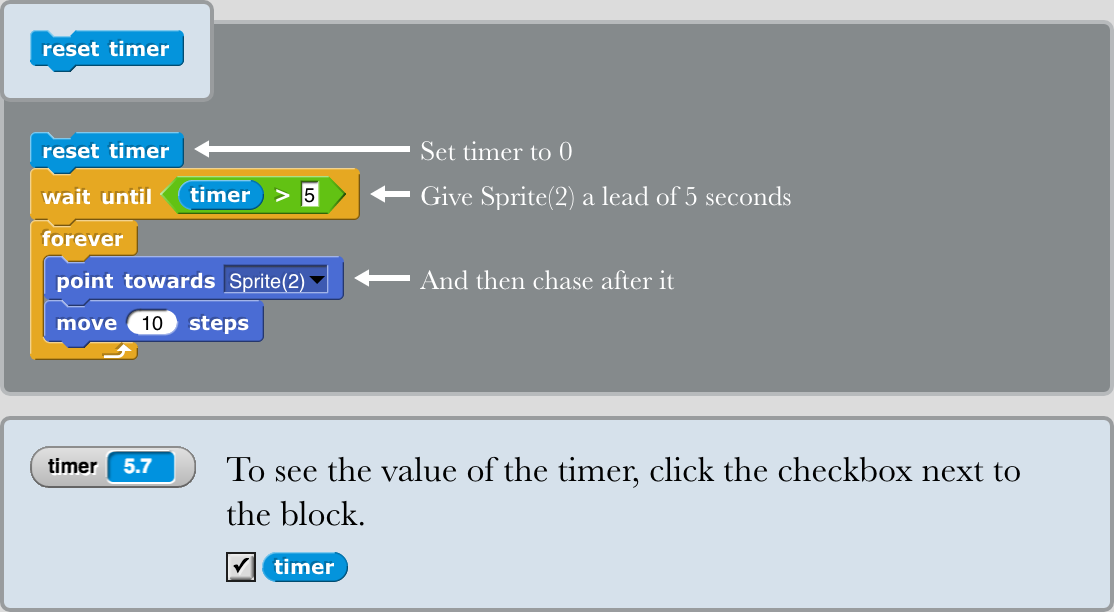 reset timer
reset timer
Set timer to 0
wait until timer > 5
Give Sprite(2) a lead of 5 seconds
forever
point towards Sprite(2)
And then chase after it
move 10 steps
timer 5.7
To see the value of the timer, click the checkbox next to
the block.
timer